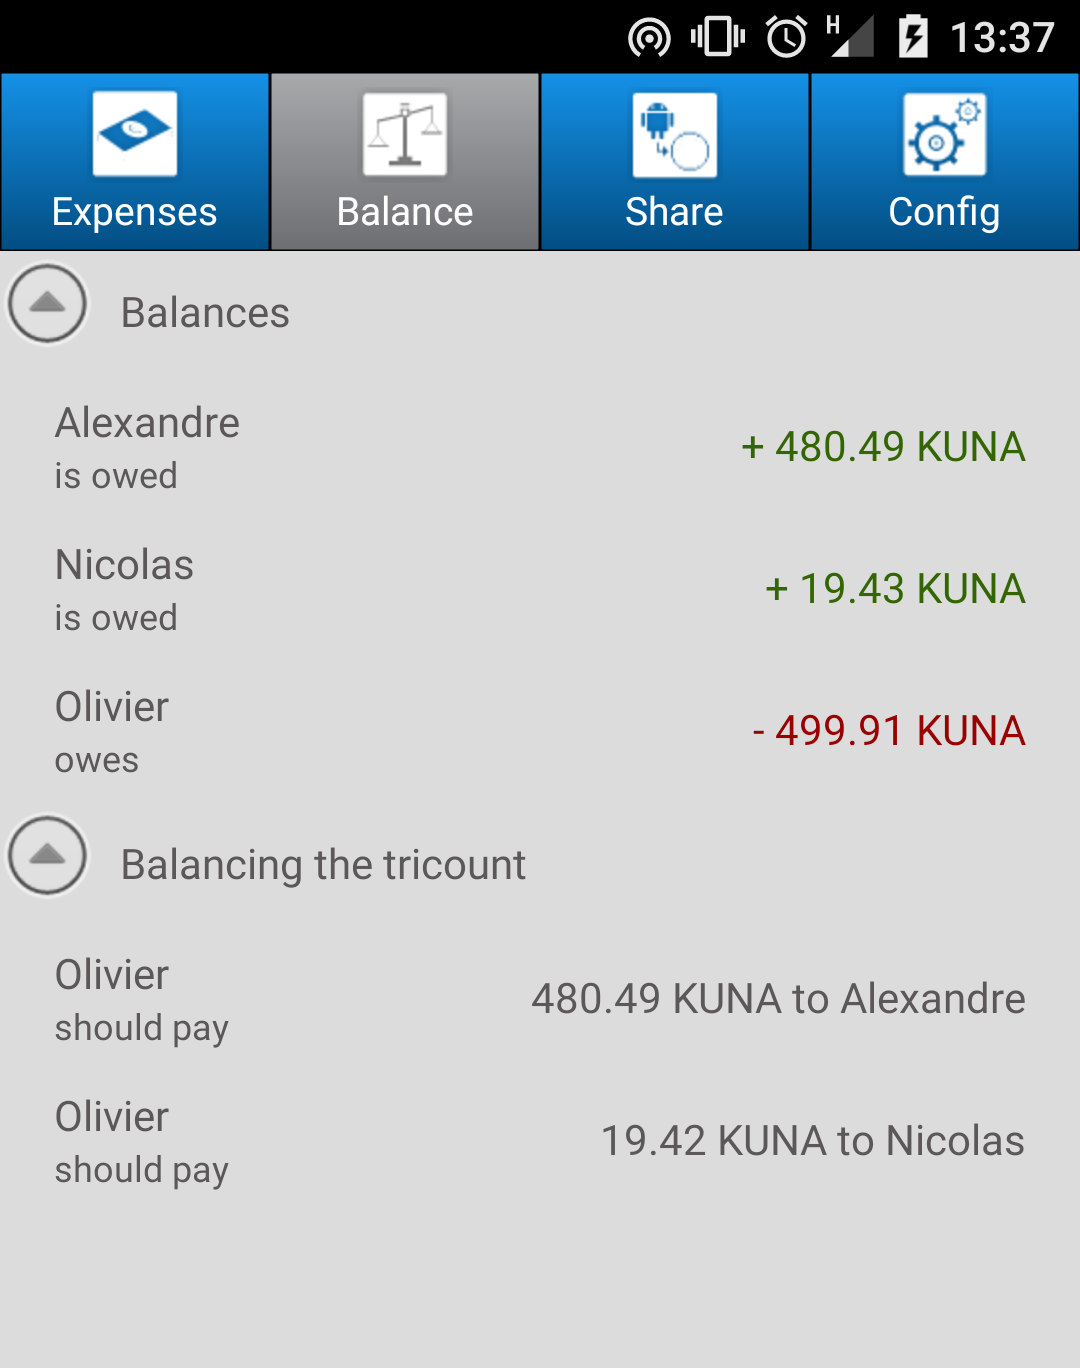 H 13:37
Expenses Balance Share Config
Balances
Alexandre
is owed
+ 480.49 KUNA
Nicolas
is owed
+ 19.43 KUNA
Olivier
owes
- 499.91 KUNA
Balancing the tricount
Olivier
should pay
480.49 KUNA to Alexandre
Olivier
should pay
19.42 KUNA to Nicolas